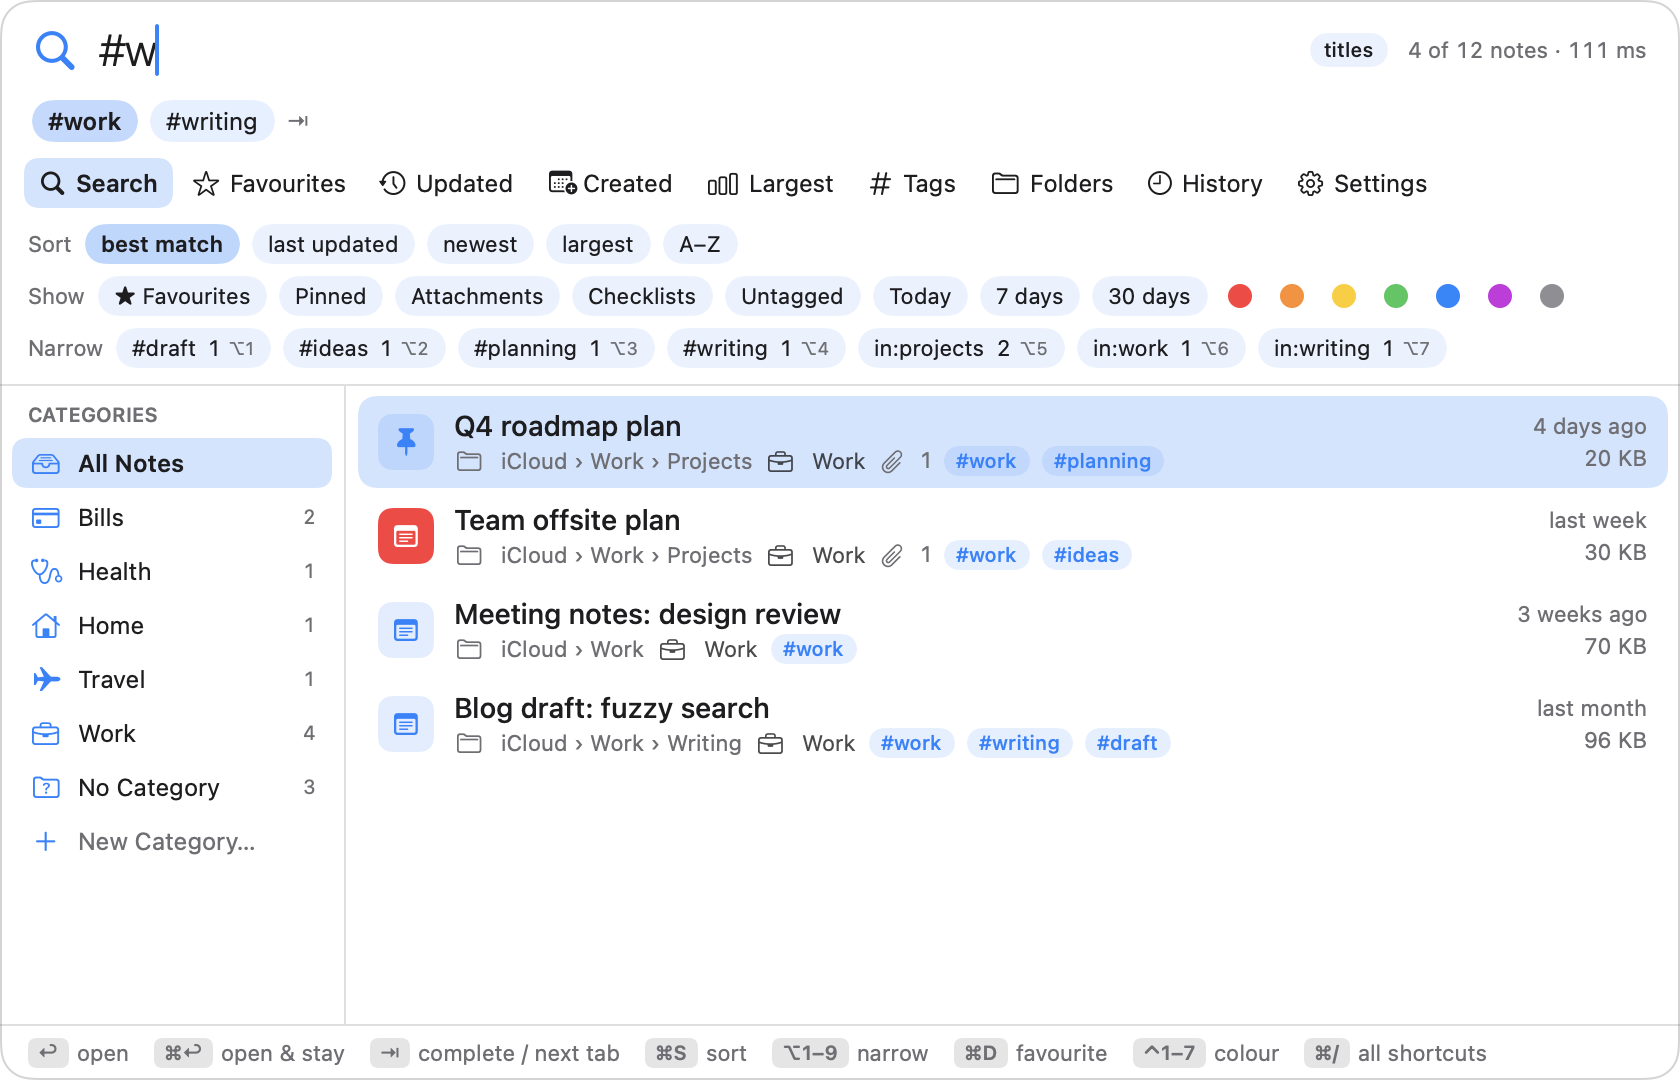 #w
titles 4 of 12 notes · 111 ms
#work #writing ⇥
Search Favourites Updated Created Largest # Tags Folders History Settings
Sort best match last updated newest largest A–Z
Show ★ Favourites Pinned Attachments Checklists Untagged Today 7 days 30 days
Narrow #draft 1 ⌥1 #ideas 1 ⌥2 #planning 1 ⌥3 #writing 1 ⌥4 in:projects 2 ⌥5 in:work 1 ⌥6 in:writing 1 ⌥7
CATEGORIES
All Notes
Bills 2
Health 1
Home 1
Travel 1
Work 4
No Category 3
New Category...
Q4 roadmap plan 4 days ago
iCloud › Work › Projects Work 1 #work #planning 20 KB
Team offsite plan last week
iCloud › Work › Projects Work 1 #work #ideas 30 KB
Meeting notes: design review 3 weeks ago
iCloud › Work Work #work 70 KB
Blog draft: fuzzy search last month
iCloud › Work › Writing Work #work #writing #draft 96 KB
↩ open ⌘↩ open & stay ⇥ complete / next tab ⌘S sort ⌥1–9 narrow ⌘D favourite ^1–7 colour ⌘/ all shortcuts